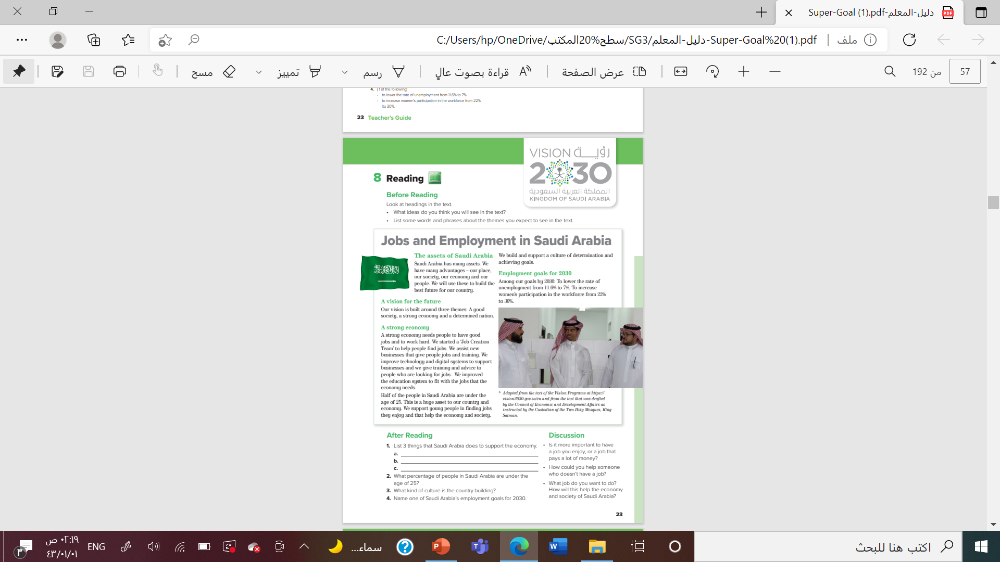 دليل-المعلم-Super-Goal (1).pdf
ملف
C:/Users/hp/OneDrive/سطح%20المكتب/SG3/دليل-المعلم-Super-Goal%20(1).pdf
57
من 192
عرض الصفحة
قراءة بصوت عالٍ
رسم
تمييز
مسح
4. (1 of the following)
- to lower the rate of unemployment from 11.6% to 7%
- to increase women's participation in the workforce from 22%
to 30%.
23 Teacher's Guide
VISION رؤيـــة
2030
المملكة العربية السعودية
KINGDOM OF SAUDI ARABIA
8 Reading
Before Reading
Look at headings in the text.
• What ideas do you think you will see in the text?
• List some words and phrases about the themes you expect to see in the text.
Jobs and Employment in Saudi Arabia
The assets of Saudi Arabia
Saudi Arabia has many assets. We
have many advantages – our place,
our society, our economy and our
people. We will use these to build the
best future for our country.
A vision for the future
Our vision is built around three themes: A good
society, a strong economy and a determined nation.
A strong economy
A strong economy needs people to have good
jobs and to work hard. We started a 'Job Creation
Team' to help people find jobs. We assist new
businesses that give people jobs and training. We
improve technology and digital systems to support
businesses and we give training and advice to
people who are looking for jobs. We improved
the education system to fit with the jobs that the
economy needs.
Half of the people in Saudi Arabia are under the
age of 25. This is a huge asset to our country and
economy. We support young people in finding jobs
they enjoy and that help the economy and society.
We build and support a culture of determination and
achieving goals.
Employment goals for 2030
Among our goals by 2030: To lower the rate of
unemployment from 11.6% to 7%. To increase
women's participation in the workforce from 22%
to 30%.
* Adapted from the text of the Vision Programs at https://
vision2030.gov.sa/en and from the text that was drafted
by the Council of Economic and Development Affairs as
instructed by the Custodian of the Two Holy Mosques, King
Salman.
After Reading
1. List 3 things that Saudi Arabia does to support the economy.
a.
b.
c.
2. What percentage of people in Saudi Arabia are under the
age of 25?
3. What kind of culture is the country building?
4. Name one of Saudi Arabia's employment goals for 2030.
Discussion
• Is it more important to have
a job you enjoy, or a job that
pays a lot of money?
• How could you help someone
who doesn't have a job?
• What job do you want to do?
How will this help the economy
and society of Saudi Arabia?
23
اكتب هنا للبحث
سماء...
ENG
٠٢:١٩ ص
٤٣/٠١/٠١
٣